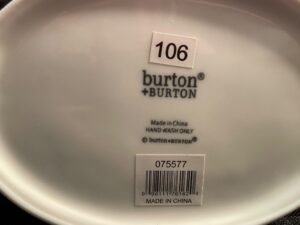 106
burton®
+BURTON
Made in China
HAND WASH ONLY
© burton+BURTON®
075577
MADE IN CHINA